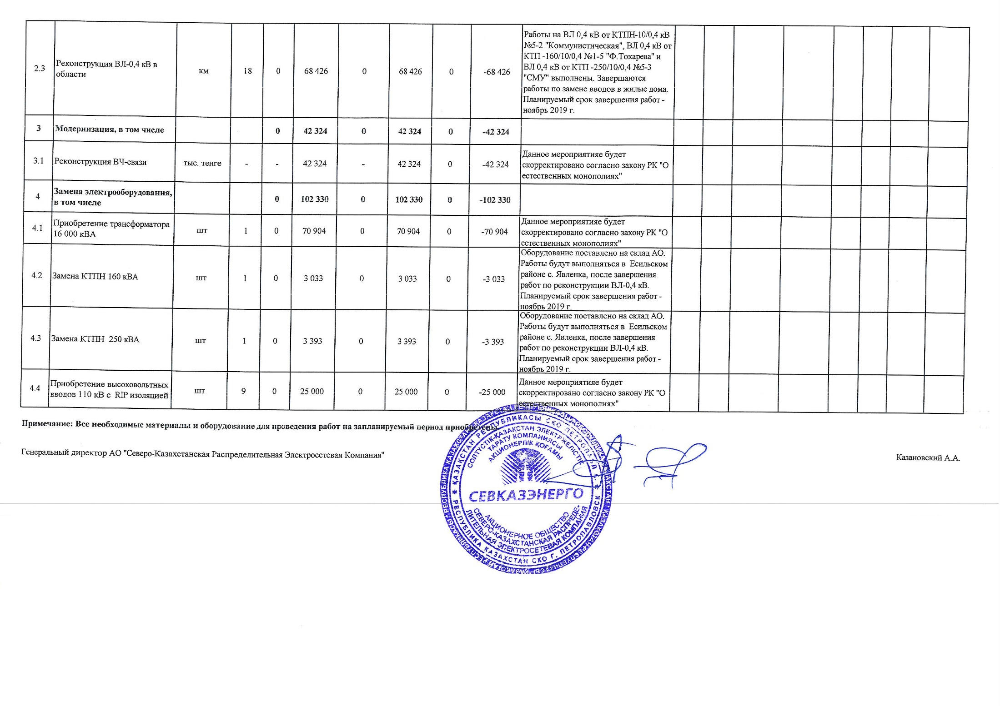 2.3 Реконструкция ВЛ-0,4 кВ в
области
км 18 0 68 426 0 68 426 0 -68 426
Работы на ВЛ 0,4 кВ от КТПН-10/0,4 кВ
№5-2 "Коммунистическая", ВЛ 0,4 кВ от
КТП -160/10/0,4 №1-5 "Ф.Токарева" и
ВЛ 0,4 кВ от КТП -250/10/0,4 №5-3
"СМУ" выполнены. Завершаются
работы по замене вводов в жилые дома.
Планируемый срок завершения работ -
ноябрь 2019 г.
3 Модернизация, в том числе 0 42 324 0 42 324 0 -42 324
3.1 Реконструкция ВЧ-связи тыс. тенге - - 42 324 - 42 324 0 -42 324
Данное мероприятияе будет
скорректировано согласно закону РК "О
естественных монополиях"
4 Замена электрооборудования,
в том числе
0 102 330 0 102 330 0 -102 330
4.1 Приобретение трансформатора
16 000 кВА
шт 1 0 70 904 0 70 904 0 -70 904
Данное мероприятияе будет
скорректировано согласно закону РК "О
естественных монополиях"
4.2 Замена КТПН 160 кВА шт 1 0 3 033 0 3 033 0 -3 033
Оборудование поставлено на склад АО.
Работы будут выполняться в Есильском
районе с. Явленка, после завершения
работ по реконструкции ВЛ-0,4 кВ.
Планируемый срок завершения работ -
ноябрь 2019 г.
4.3 Замена КТПН 250 кВА шт 1 0 3 393 0 3 393 0 -3 393
Оборудование поставлено на склад АО.
Работы будут выполняться в Есильском
районе с. Явленка, после завершения
работ по реконструкции ВЛ-0,4 кВ.
Планируемый срок завершения работ -
ноябрь 2019 г.
4.4 Приобретение высоковольтных
вводов 110 кВ с RIP изоляцией
шт 9 0 25 000 0 25 000 0 -25 000
Данное мероприятияе будет
скорректировано согласно закону РК "О
естественных монополиях"
Примечание: Все необходимые материалы и оборудование для проведения работ на запланируемый период приобретены.
Генеральный директор АО "Северо-Казахстанская Распределительная Электросетевая Компания" Казановский А.А.
ҚАЗАҚСТАН РЕСПУБЛИКАСЫ СҚО ПЕТРОПАВЛ Қ.
СОЛТҮСТІК-ҚАЗАҚСТАН ЭЛЕКТРЖЕЛІСТІК
ТАРАТУ КОМПАНИЯСЫ
АКЦИОНЕРЛІК ҚОҒАМЫ
СЕВКАЗЭНЕРГО
АКЦИОНЕРНОЕ ОБЩЕСТВО
СЕВЕРО-КАЗАХСТАНСКАЯ РАСПРЕДЕ-
ЛИТЕЛЬНАЯ ЭЛЕКТРОСЕТЕВАЯ КОМПАНИЯ
РЕСПУБЛИКА КАЗАХСТАН СКО Г. ПЕТРОПАВЛОВСК